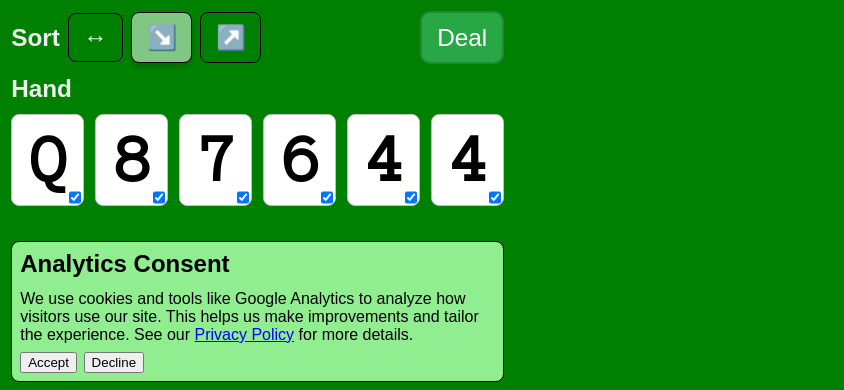 Sort ↔ ↘ ↗ Deal
Hand
Q 8 7 6 4 4
Analytics Consent
We use cookies and tools like Google Analytics to analyze how
visitors use our site. This helps us make improvements and tailor
the experience. See our Privacy Policy for more details.
Accept Decline